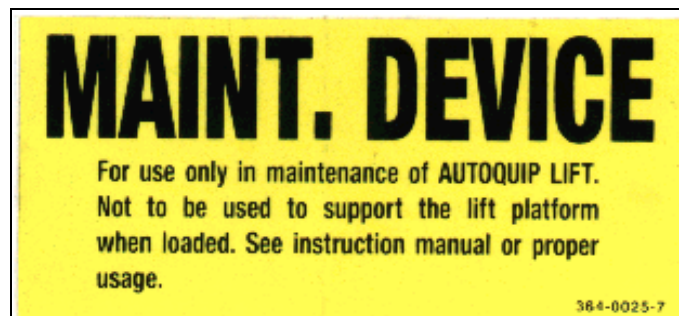 MAINT. DEVICE
For use only in maintenance of AUTOQUIP LIFT.
Not to be used to support the lift platform
when loaded. See instruction manual or proper
usage.
364-0025-7